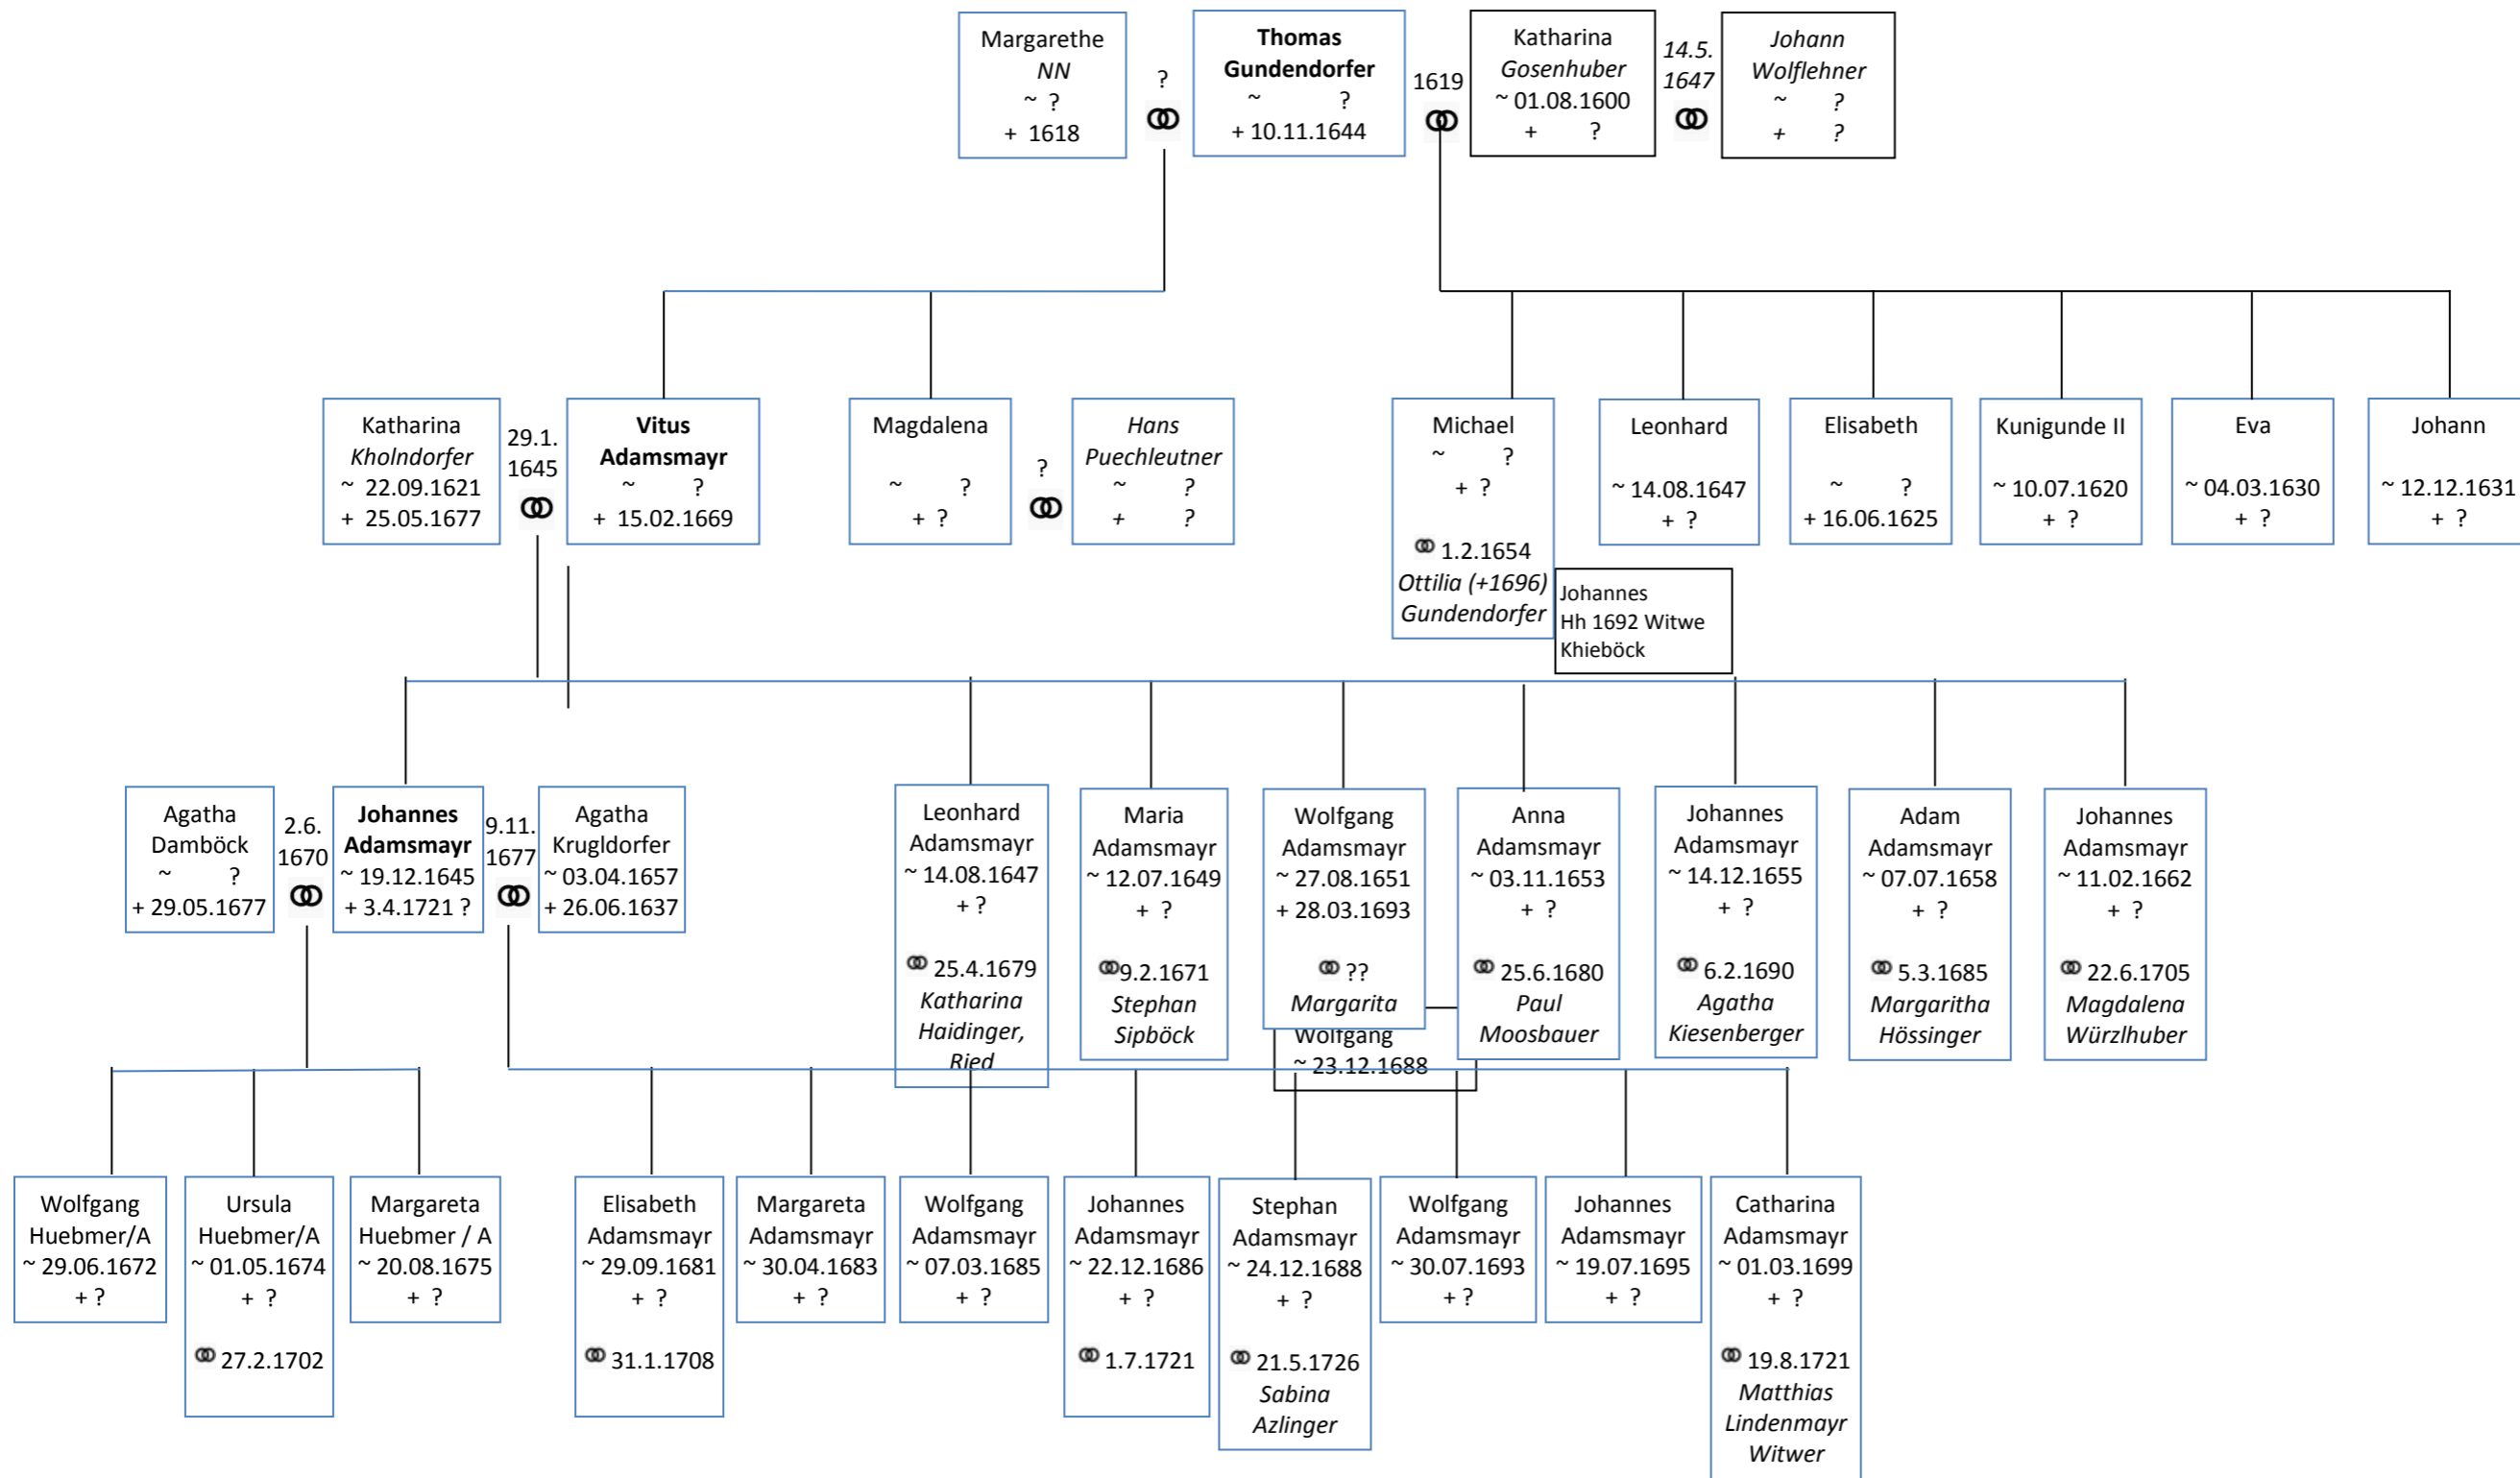 Margarethe
NN
~ ?
+ 1618
?
Thomas
Gundendorfer
~ ?
+ 10.11.1644
1619
Katharina
Gosenhuber
~ 01.08.1600
+ ?
14.5.
1647
Johann
Wolflehner
~ ?
+ ?
Katharina
Kholndorfer
~ 22.09.1621
+ 25.05.1677
29.1.
1645
Vitus
Adamsmayr
~ ?
+ 15.02.1669
Magdalena
~ ?
+ ?
?
Hans
Puechleutner
~ ?
+ ?
Michael
~ ?
+ ?
1.2.1654
Ottilia (+1696)
Gundendorfer
Johannes
Hh 1692 Witwe
Khieböck
Leonhard
~ 14.08.1647
+ ?
Elisabeth
~ ?
+ 16.06.1625
Kunigunde II
~ 10.07.1620
+ ?
Eva
~ 04.03.1630
+ ?
Johann
~ 12.12.1631
+ ?
Agatha
Damböck
~ ?
+ 29.05.1677
2.6.
1670
Johannes
Adamsmayr
~ 19.12.1645
+ 3.4.1721 ?
9.11.
1677
Agatha
Krugldorfer
~ 03.04.1657
+ 26.06.1637
Leonhard
Adamsmayr
~ 14.08.1647
+ ?
25.4.1679
Katharina
Haidinger,
Ried
Maria
Adamsmayr
~ 12.07.1649
+ ?
9.2.1671
Stephan
Sipböck
Wolfgang
Adamsmayr
~ 27.08.1651
+ 28.03.1693
??
Margarita
Wolfgang
~ 23.12.1688
Anna
Adamsmayr
~ 03.11.1653
+ ?
25.6.1680
Paul
Moosbauer
Johannes
Adamsmayr
~ 14.12.1655
+ ?
6.2.1690
Agatha
Kiesenberger
Adam
Adamsmayr
~ 07.07.1658
+ ?
5.3.1685
Margaritha
Hössinger
Johannes
Adamsmayr
~ 11.02.1662
+ ?
22.6.1705
Magdalena
Würzlhuber
Wolfgang
Huebmer/A
~ 29.06.1672
+ ?
Ursula
Huebmer/A
~ 01.05.1674
+ ?
27.2.1702
Margareta
Huebmer / A
~ 20.08.1675
+ ?
Elisabeth
Adamsmayr
~ 29.09.1681
+ ?
31.1.1708
Margareta
Adamsmayr
~ 30.04.1683
+ ?
Wolfgang
Adamsmayr
~ 07.03.1685
+ ?
Johannes
Adamsmayr
~ 22.12.1686
+ ?
1.7.1721
Stephan
Adamsmayr
~ 24.12.1688
+ ?
21.5.1726
Sabina
Azlinger
Wolfgang
Adamsmayr
~ 30.07.1693
+ ?
Johannes
Adamsmayr
~ 19.07.1695
+ ?
Catharina
Adamsmayr
~ 01.03.1699
+ ?
19.8.1721
Matthias
Lindenmayr
Witwer